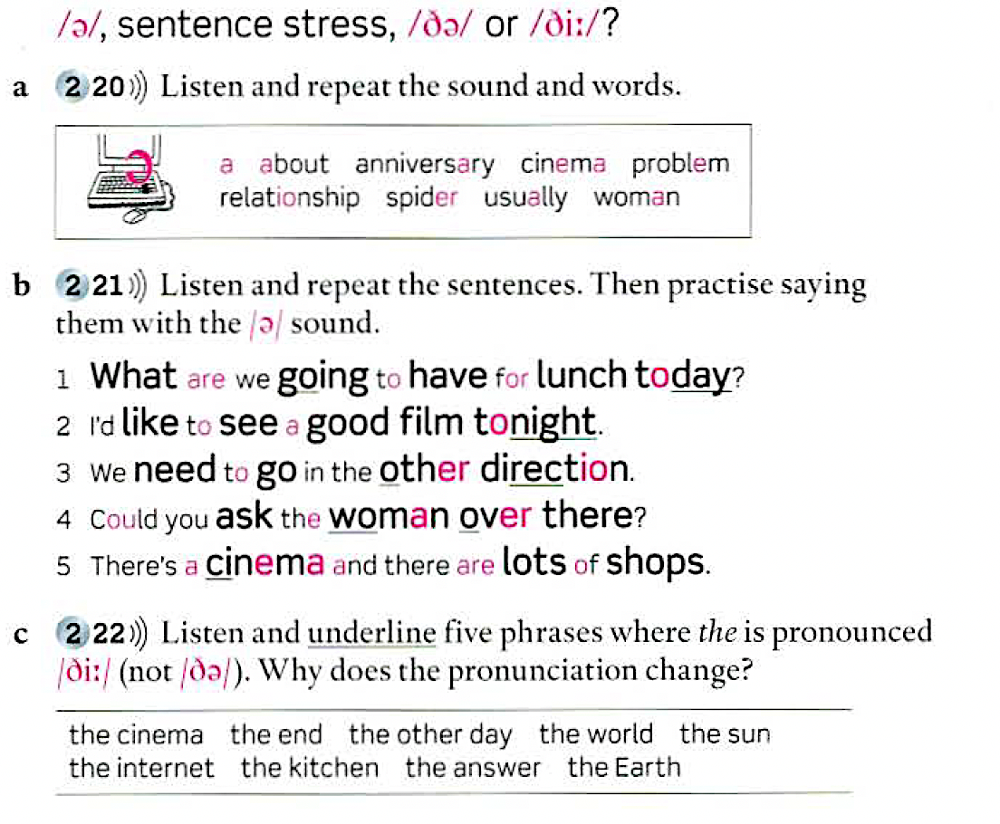 /ə/, sentence stress, /ðə/ or /ðiː/?
a 2 20))) Listen and repeat the sound and words.
ə
a about anniversary cinema problem
relationship spider usually woman
b 2 21))) Listen and repeat the sentences. Then practise saying
them with the /ə/ sound.
1 What are we going to have for lunch today?
2 I'd like to see a good film tonight.
3 We need to go in the other direction.
4 Could you ask the woman over there?
5 There's a cinema and there are lots of shops.
c 2 22))) Listen and underline five phrases where the is pronounced
/ðiː/ (not /ðə/). Why does the pronunciation change?
the cinema the end the other day the world the sun
the internet the kitchen the answer the Earth